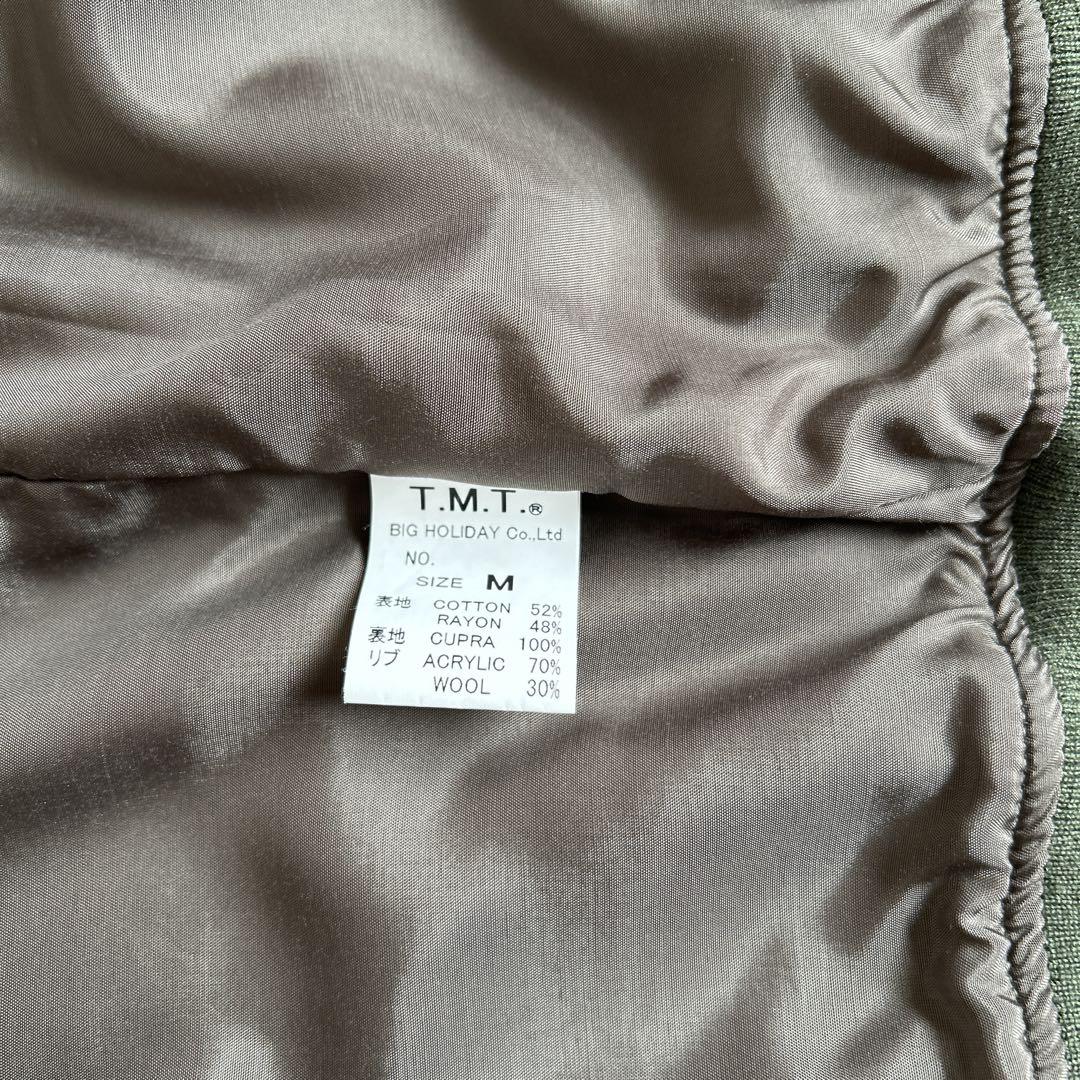 T.M.T.®
BIG HOLIDAY Co.,Ltd
NO.
SIZE M
表地 COTTON 52%
RAYON 48%
裏地 CUPRA 100%
リブ ACRYLIC 70%
WOOL 30%